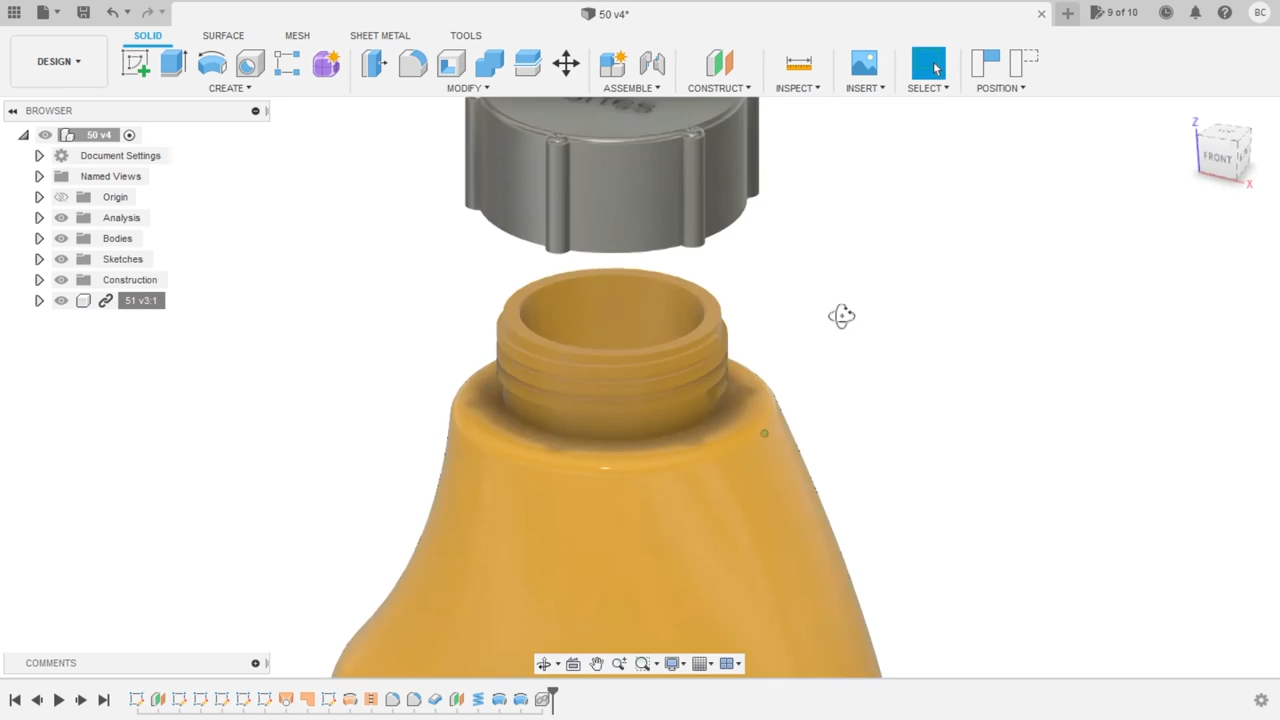 50 v4*
9 of 10
BC
DESIGN
SOLID
SURFACE
MESH
SHEET METAL
TOOLS
CREATE
MODIFY
ASSEMBLE
CONSTRUCT
INSPECT
INSERT
SELECT
POSITION
BROWSER
50 v4
Document Settings
Named Views
Origin
Analysis
Bodies
Sketches
Construction
51 v3:1
Z
FRONT
X
COMMENTS